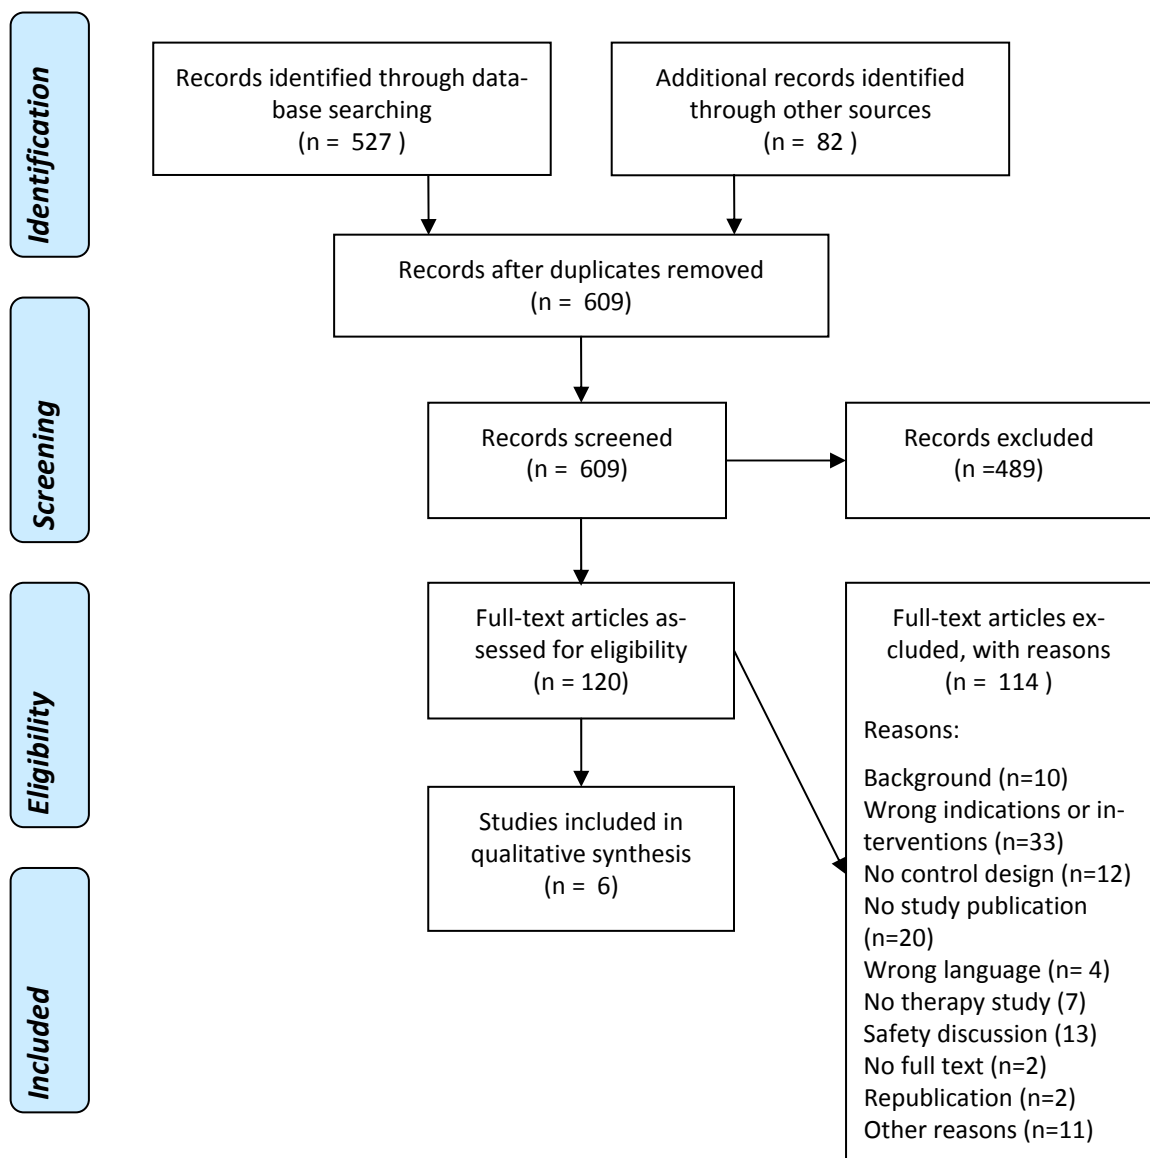 Identification
Records identified through data-
base searching
(n =  527 )
Additional records identified
through other sources
(n =  82 )
Records after duplicates removed
(n =  609)
Screening
Records screened
(n =  609)
Records excluded
(n =489)
Eligibility
Full-text articles as-
sessed for eligibility
(n = 120)
Full-text articles ex-
cluded, with reasons
(n =  114 )
Reasons:
Background (n=10)
Wrong indications or in-
terventions (n=33)
No control design (n=12)
No study publication
(n=20)
Wrong language (n= 4)
No therapy study (7)
Safety discussion (13)
No full text (n=2)
Republication (n=2)
Other reasons (n=11)
Studies included in
qualitative synthesis
(n =  6)
Included